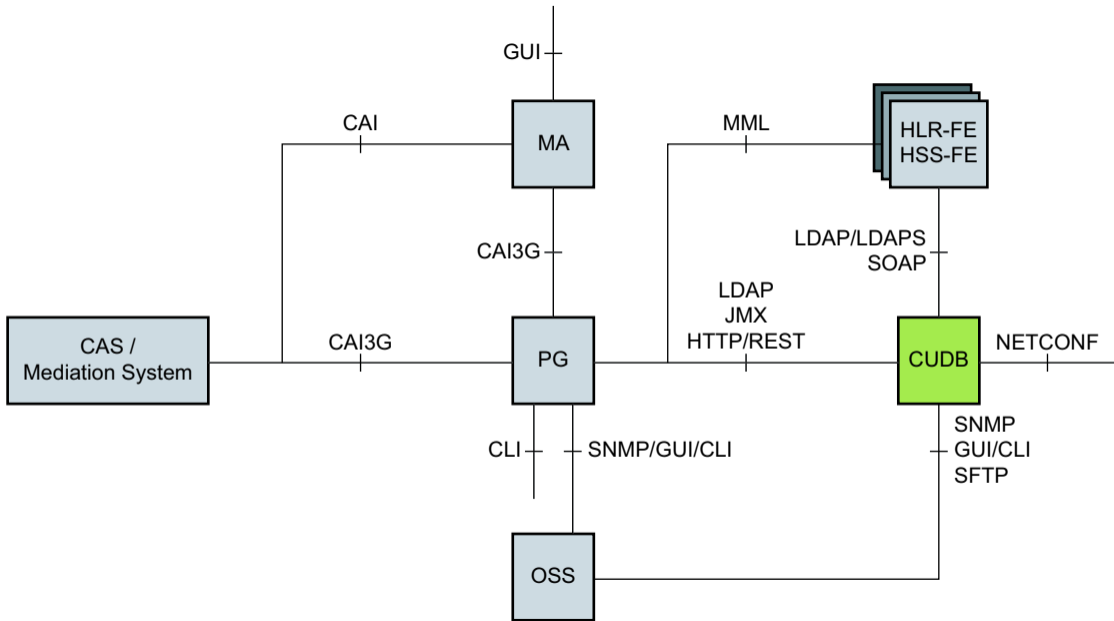 GUI
CAI
MA
MML
HLR-FE
HSS-FE
CAI3G
LDAP/LDAPS
SOAP
CAS /
Mediation System
CAI3G
PG
LDAP
JMX
HTTP/REST
CUDB
NETCONF
CLI
SNMP/GUI/CLI
SNMP
GUI/CLI
SFTP
OSS